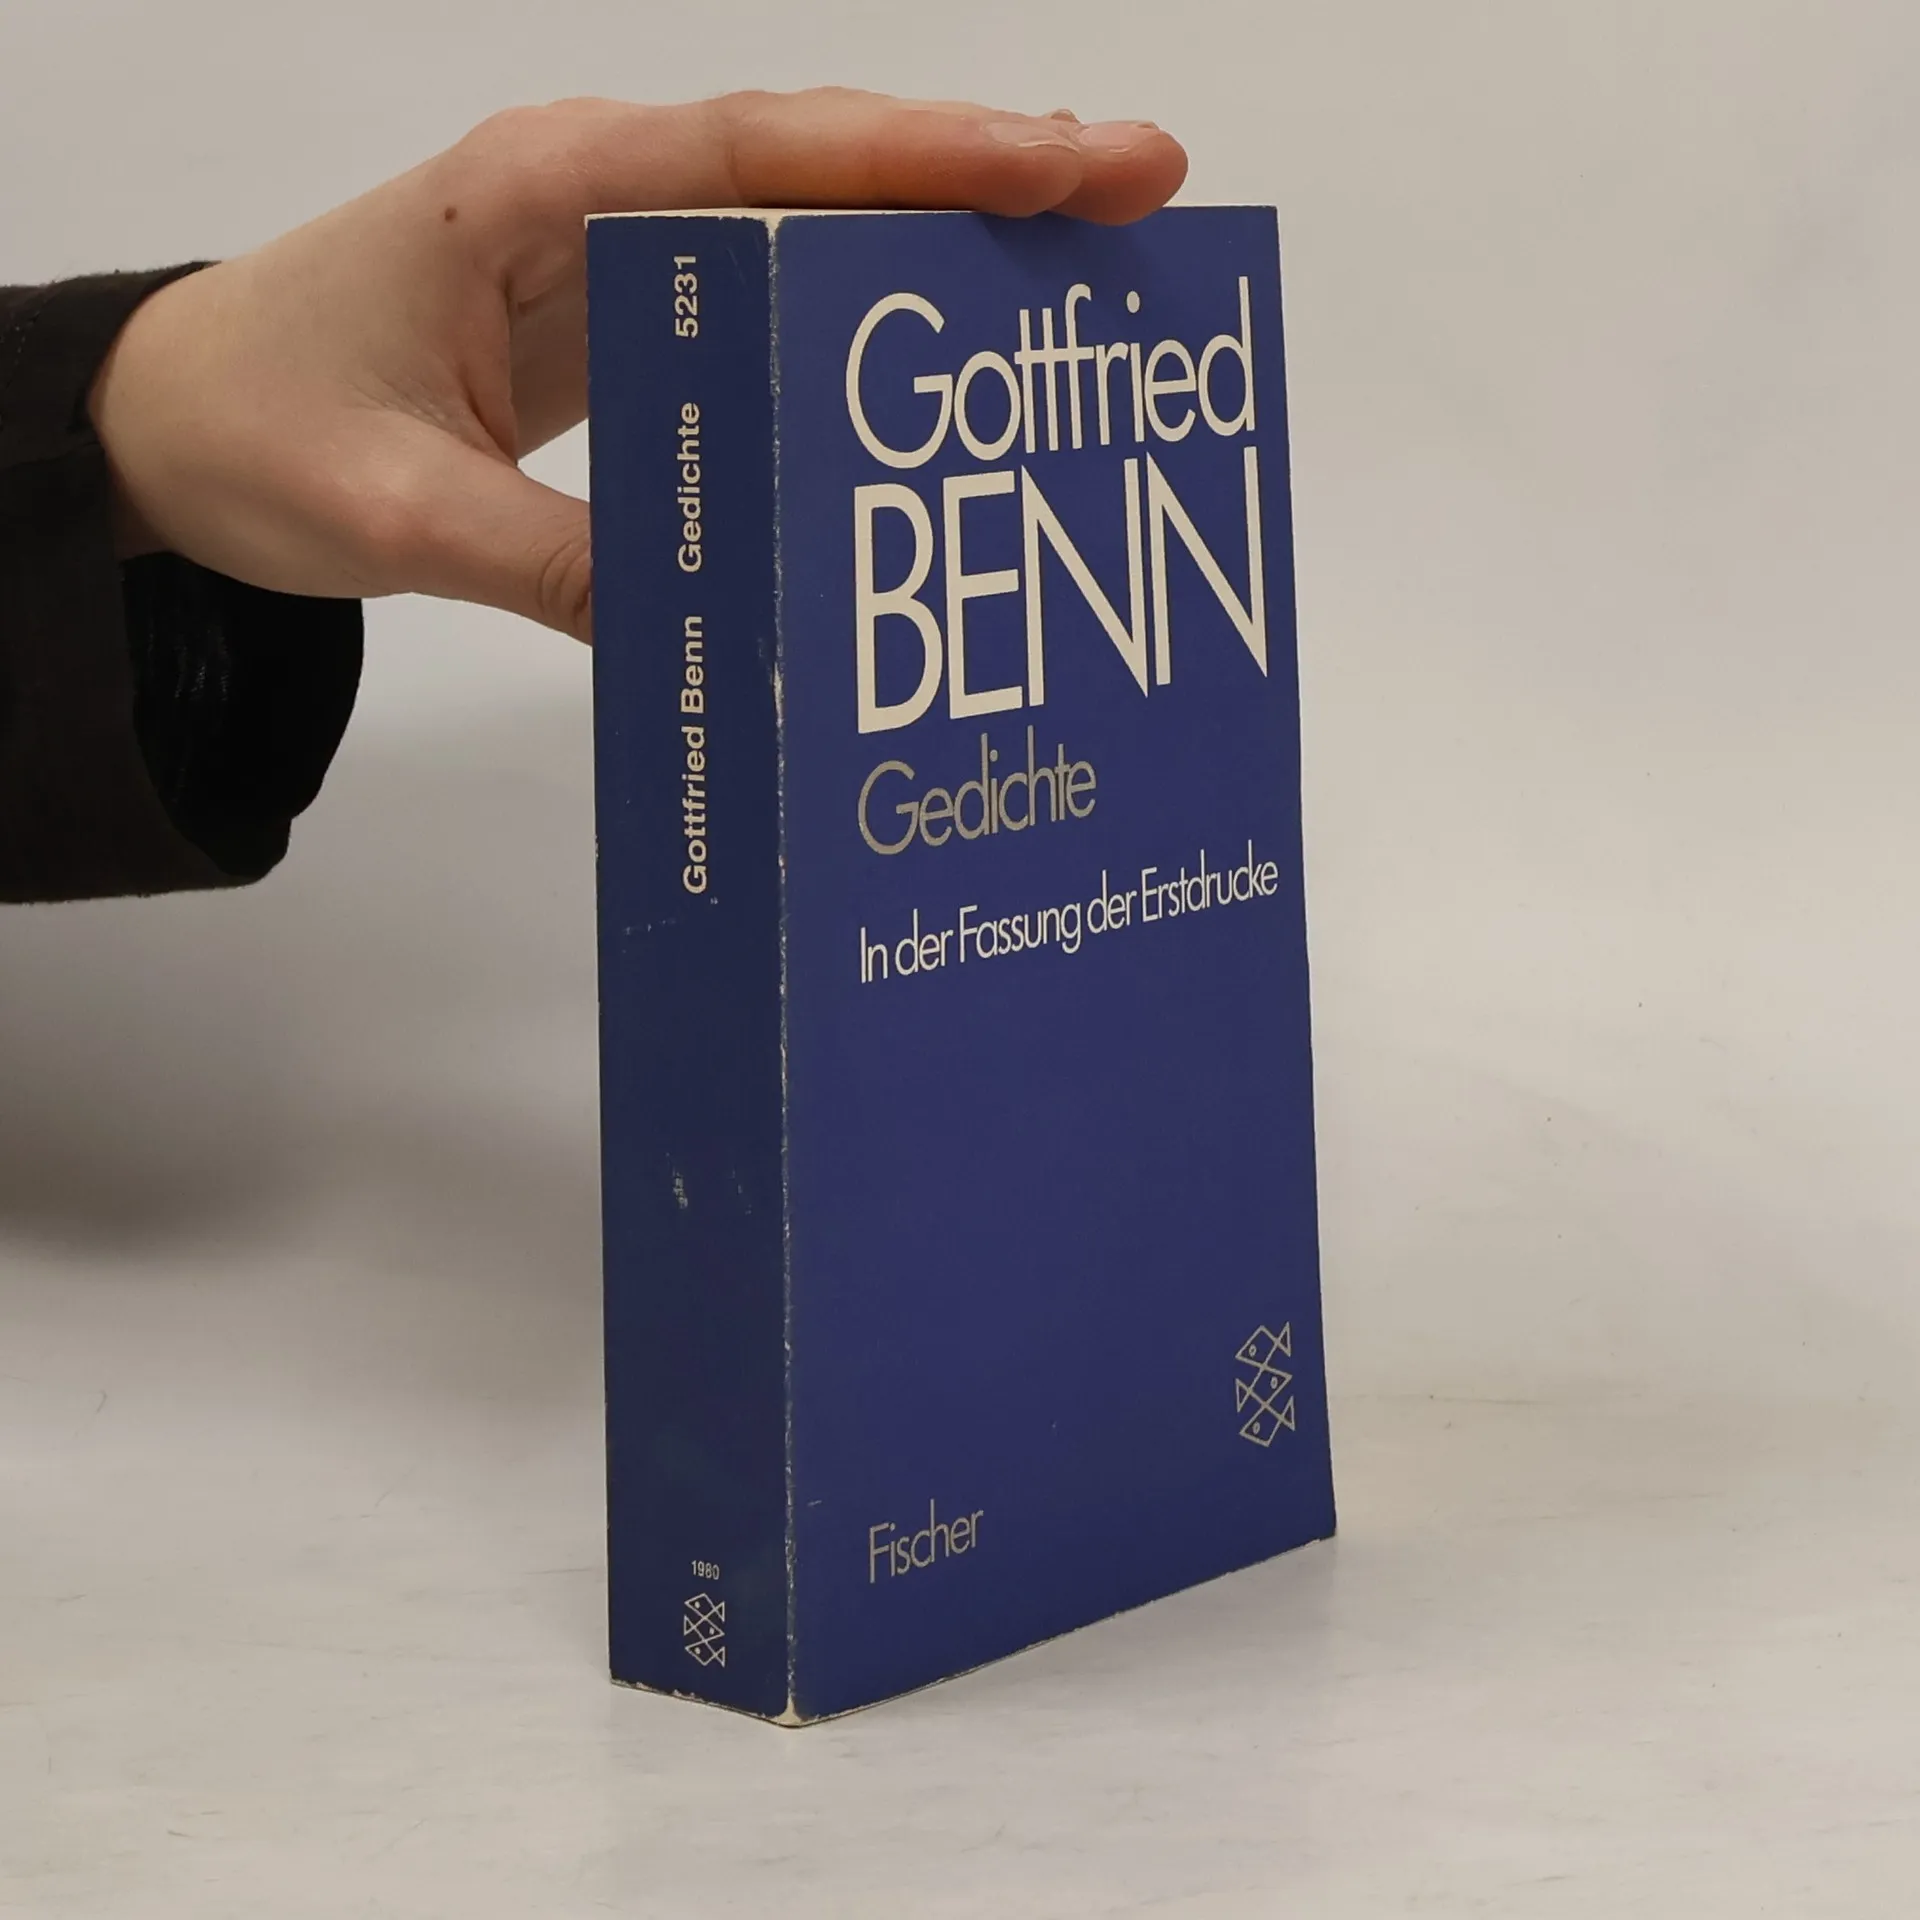 Gottfried Benn Gedichte 5231
1980
Gottfried
BENN
Gedichte
In der Fassung der Erstdrucke
Fischer